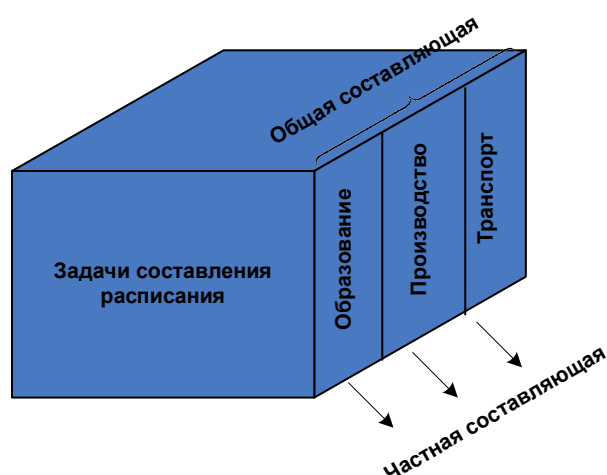 Общая составляющая
Задачи составления
расписания
Образование
Производство
Транспорт
Частная составляющая